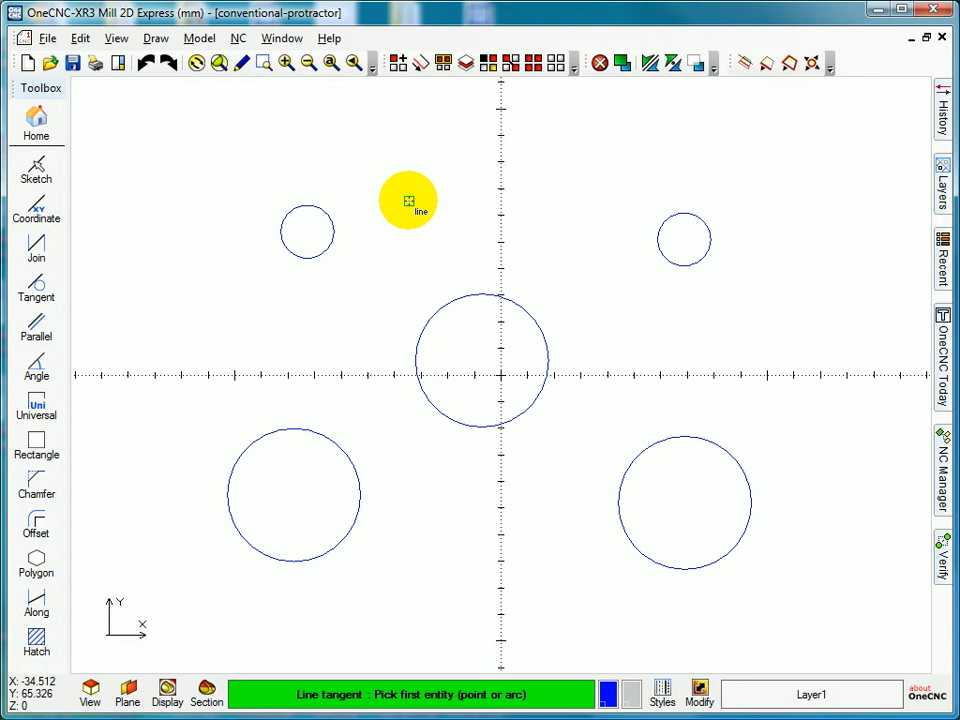 OneCNC-XR3 Mill 2D Express (mm) - [conventional-protractor]
File Edit View Draw Model NC Window Help
Toolbox
Home
Sketch
XY
Coordinate
Join
Tangent
Parallel
Angle
Uni
Universal
Rectangle
Chamfer
Offset
Polygon
Along
Hatch
line
Y
X
History
Layers
Recent
OneCNC Today
NC Manager
Verify
X: -34.512
Y: 65.326
Z: 0
View
Plane
Display
Section
Line tangent : Pick first entity (point or arc)
Styles
Modify
Layer1
about
OneCNC